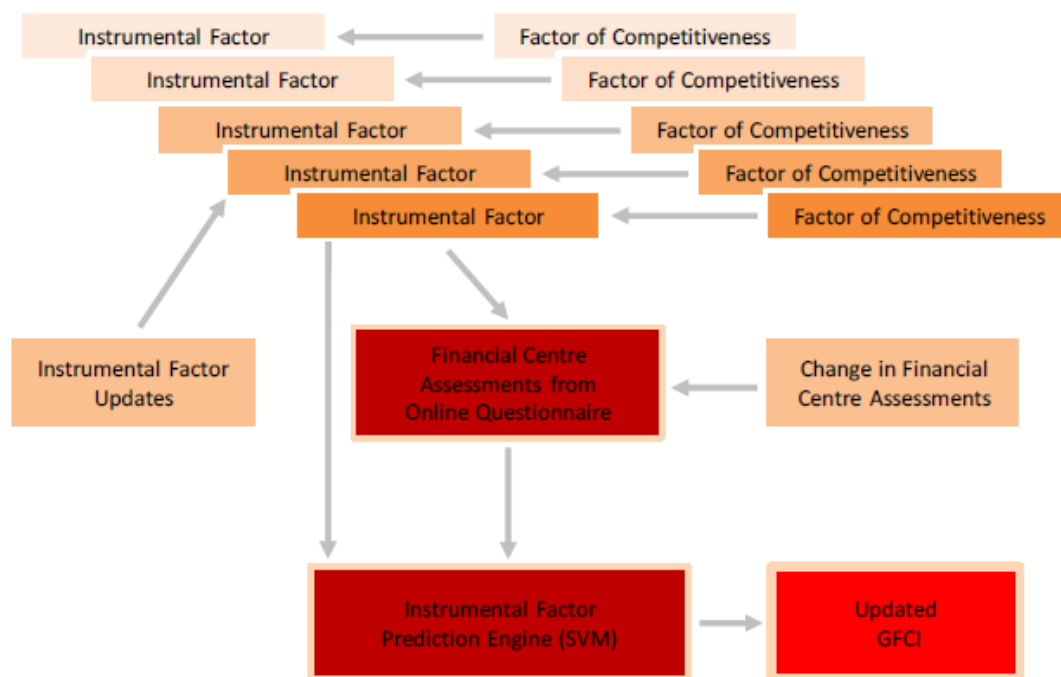 Instrumental Factor
Factor of Competitiveness
Instrumental Factor
Factor of Competitiveness
Instrumental Factor
Factor of Competitiveness
Instrumental Factor
Factor of Competitiveness
Instrumental Factor
Factor of Competitiveness
Instrumental Factor
Updates
Financial Centre
Assessments from
Online Questionnaire
Change in Financial
Centre Assessments
Instrumental Factor
Prediction Engine (SVM)
Updated
GFCI